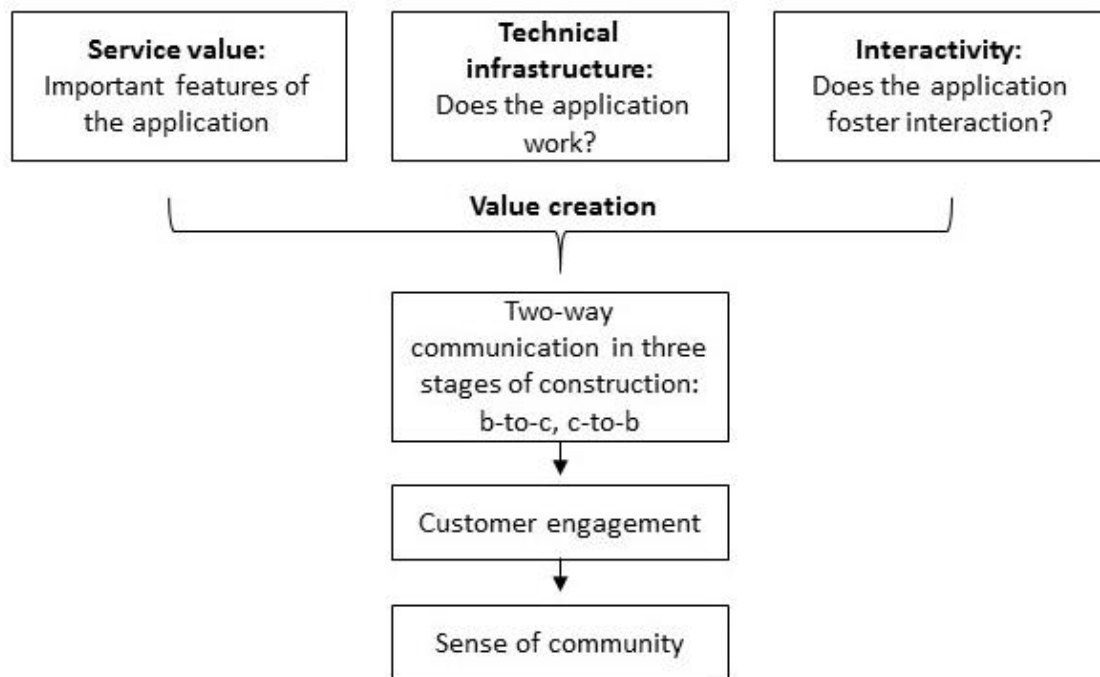 Service value:
Important features of
the application
Technical
infrastructure:
Does the application
work?
Interactivity:
Does the application
foster interaction?
Value creation
Two-way
communication in three
stages of construction:
b-to-c, c-to-b
Customer engagement
Sense of community